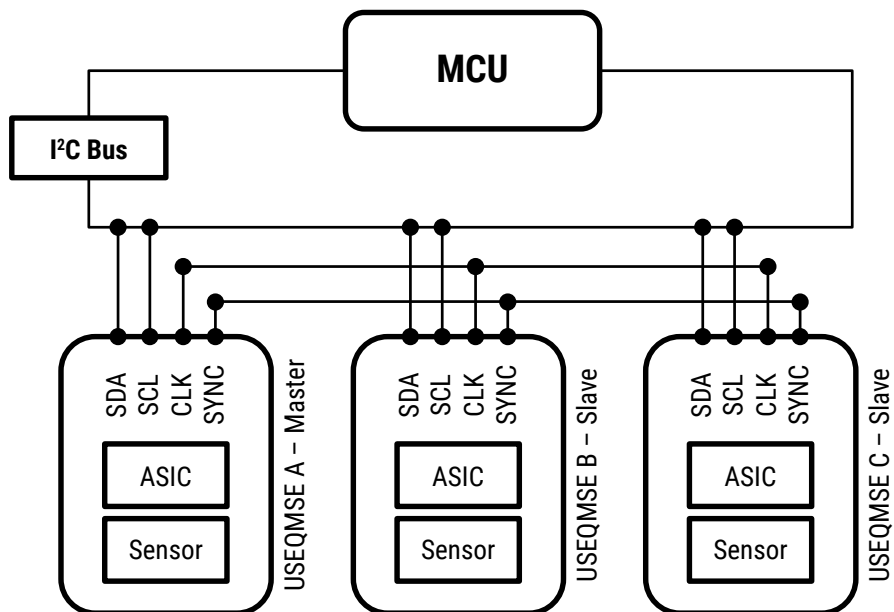 MCU
I²C Bus
SDA
SCL
CLK
SYNC
USEQMSE A – Master
ASIC
Sensor
SDA
SCL
CLK
SYNC
USEQMSE B – Slave
ASIC
Sensor
SDA
SCL
CLK
SYNC
USEQMSE C – Slave
ASIC
Sensor